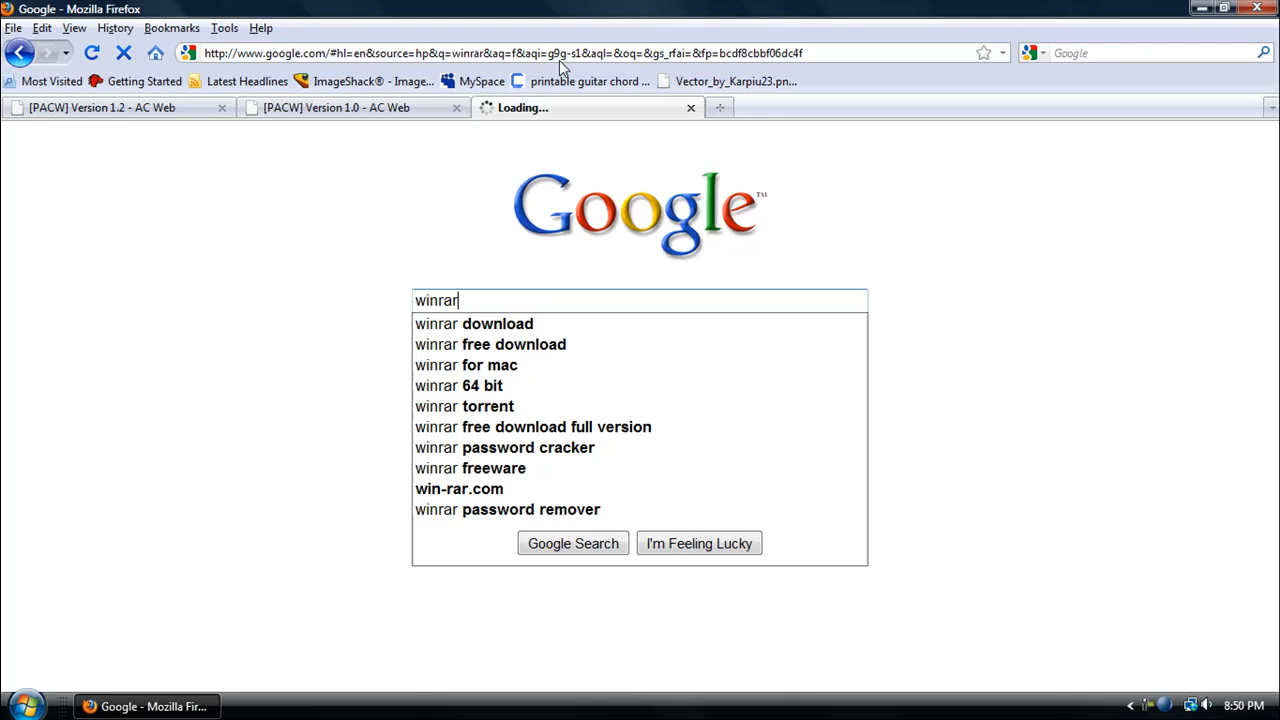 Google - Mozilla Firefox
File Edit View History Bookmarks Tools Help
http://www.google.com/#hl=en&source=hp&q=winrar&aq=f&aqi=g9g-s1&aql=&oq=&gs_rfai=&fp=bcdf8cbbf06dc4f
Google
Most Visited Getting Started Latest Headlines ImageShack® - Image... MySpace printable guitar chord ... Vector_by_Karpiu23.pn...
[PACW] Version 1.2 - AC Web [PACW] Version 1.0 - AC Web Loading...
Google™
winrar
winrar download
winrar free download
winrar for mac
winrar 64 bit
winrar torrent
winrar free download full version
winrar password cracker
winrar freeware
win-rar.com
winrar password remover
Google Search I'm Feeling Lucky
Google - Mozilla Fir... 8:50 PM